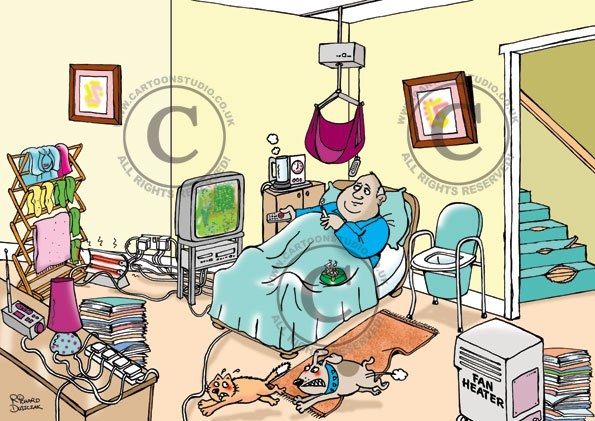 WWW.CARTOONSTUDIO.CO.UK
C
ALL RIGHTS RESERVED!
WWW.CARTOONSTUDIO.CO.UK
C
ALL RIGHTS RESERVED!
WWW.CARTOONSTUDIO.CO.UK
C
ALL RIGHTS RESERVED!
FAN
HEATER
RICHARD
DUSZCZAK